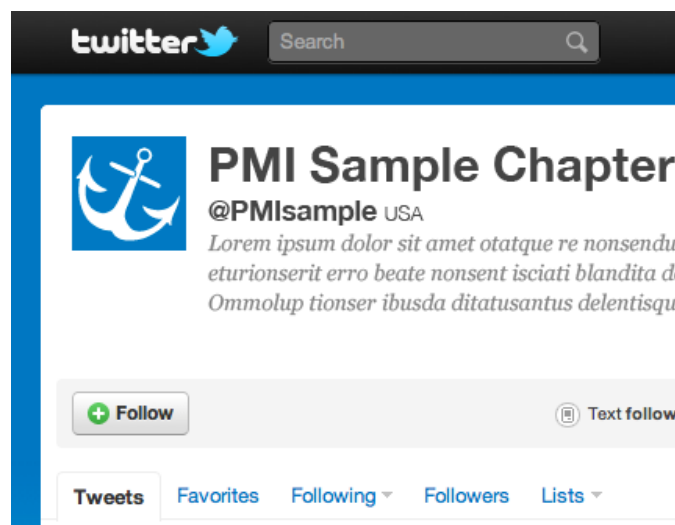 twitter
Search
PMI Sample Chapter
@PMIsample USA
Lorem ipsum dolor sit amet otatque re nonsendu
eturionserit erro beate nonsent isciati blandita d
Ommolup tionser ibusda ditatusantus delentisqu
Follow
Text follow
Tweets Favorites Following Followers Lists